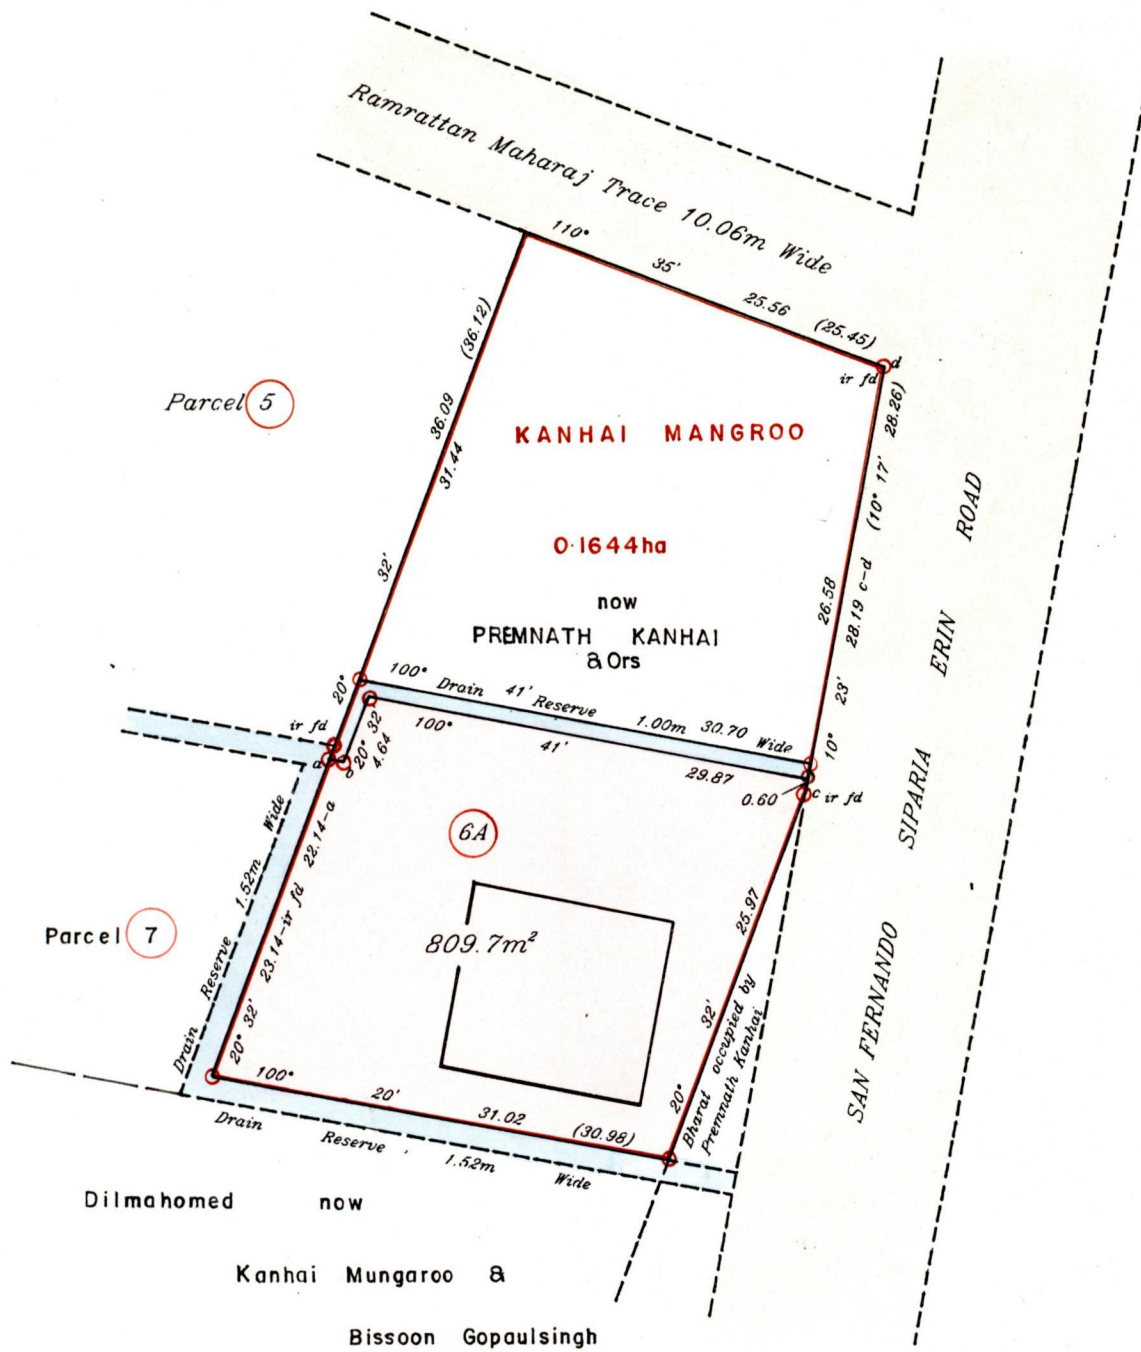 Ramrattan Maharaj Trace 10.06m Wide
110° 35' 25.56 (25.45)
d
ir fd
36.09 (36.12)
31.44
32'
20°
Parcel 5
KANHAI MANGROO
0.1644ha
now
PREMNATH KANHAI
& Ors
(10° 17' 28.26)
28.19 c-d
26.58
23'
10°
SAN FERNANDO SIPARIA ERIN ROAD
100° 41' 30.70
Drain Reserve 1.00m Wide
100° 41' 29.87
0.60
c ir fd
ir fd
a
20° 32'
4.64
6A
809.7m²
Parcel 7
Drain Reserve 1.52m Wide
22.14-a
20° 32' 23.14-ir fd
25.97
20° 32'
Bharat occupied by
Premnath Kanhai
100° 20' 31.02 (30.98)
Drain Reserve 1.52m Wide
Dilmahomed now
Kanhai Mungaroo &
Bissoon Gopaulsingh